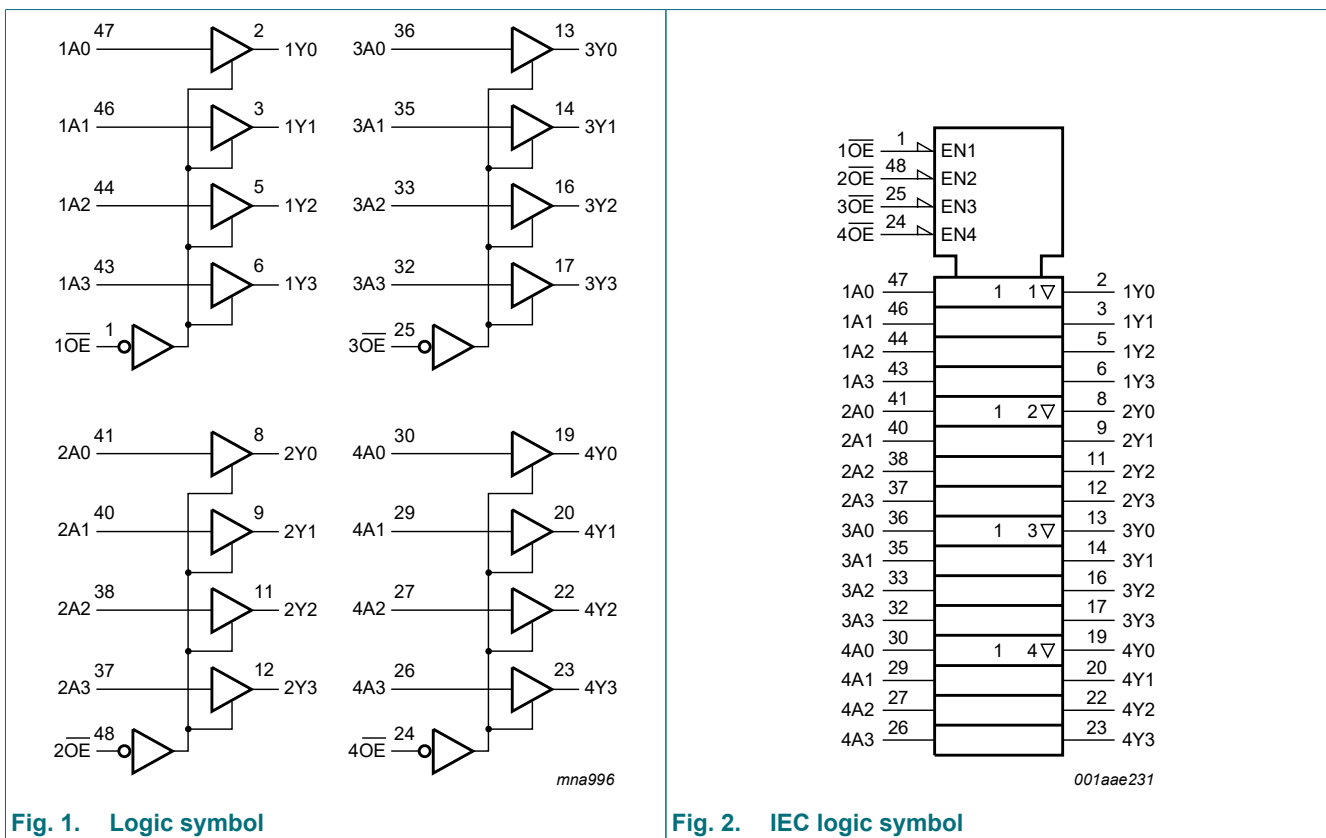 47 2
1A0 1Y0
46 3
1A1 1Y1
44 5
1A2 1Y2
43 6
1A3 1Y3
1
1O̅E̅
36 13
3A0 3Y0
35 14
3A1 3Y1
33 16
3A2 3Y2
32 17
3A3 3Y3
25
3O̅E̅
41 8
2A0 2Y0
40 9
2A1 2Y1
38 11
2A2 2Y2
37 12
2A3 2Y3
48
2O̅E̅
30 19
4A0 4Y0
29 20
4A1 4Y1
27 22
4A2 4Y2
26 23
4A3 4Y3
24
4O̅E̅
mna996
Fig. 1. Logic symbol
1O̅E̅ 1 EN1
2O̅E̅ 48 EN2
3O̅E̅ 25 EN3
4O̅E̅ 24 EN4
1A0 47 1 1▽ 2 1Y0
1A1 46 3 1Y1
1A2 44 5 1Y2
1A3 43 6 1Y3
2A0 41 1 2▽ 8 2Y0
2A1 40 9 2Y1
2A2 38 11 2Y2
2A3 37 12 2Y3
3A0 36 1 3▽ 13 3Y0
3A1 35 14 3Y1
3A2 33 16 3Y2
3A3 32 17 3Y3
4A0 30 1 4▽ 19 4Y0
4A1 29 20 4Y1
4A2 27 22 4Y2
4A3 26 23 4Y3
001aae231
Fig. 2. IEC logic symbol